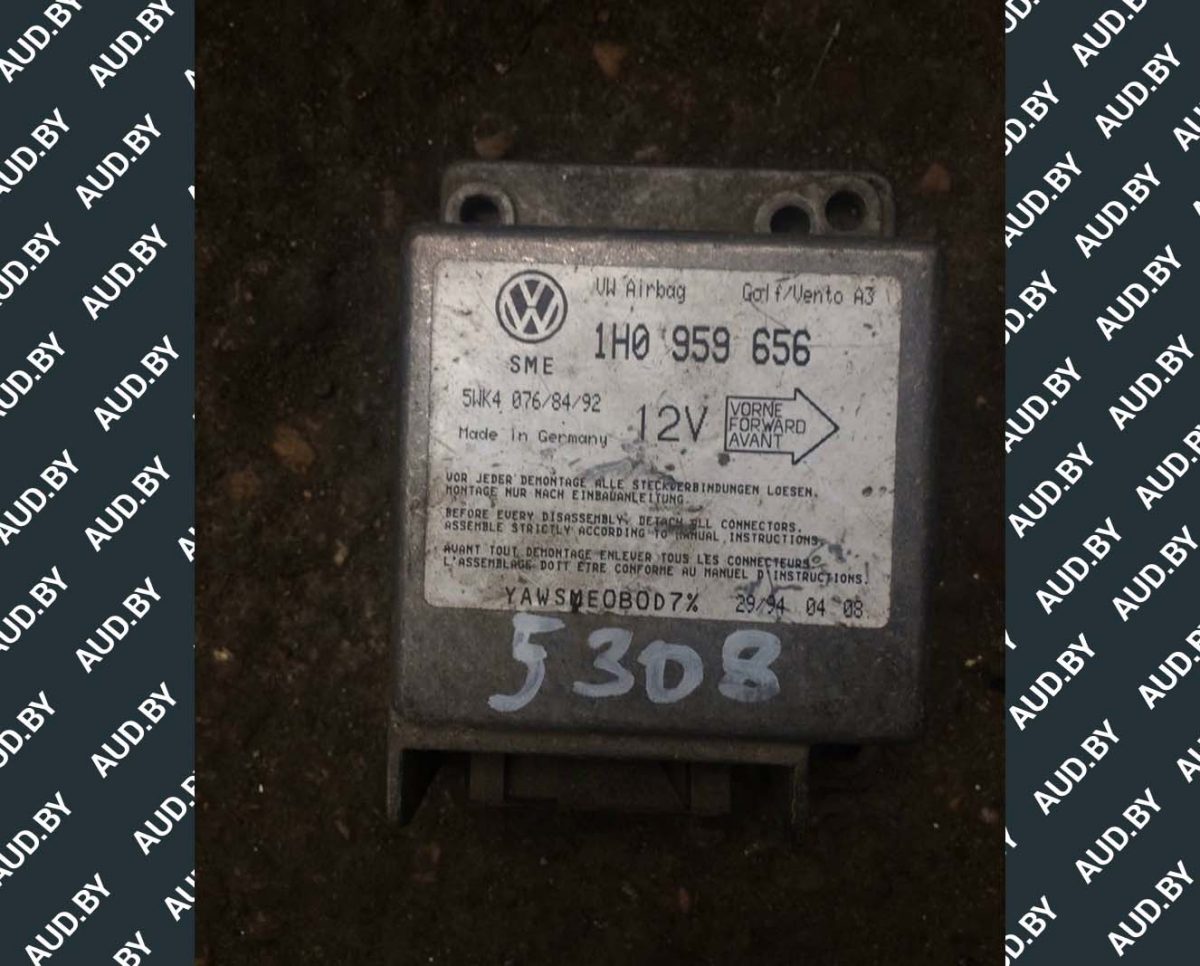 VW Airbag Golf/Vento A3
1H0 959 656
SME
5WK4 076/84/92
12V
VORNE
FORWARD
AVANT
Made in Germany
VOR JEDER DEMONTAGE ALLE STECKVERBINDUNGEN LOESEN.
MONTAGE NUR NACH EINBAUANLEITUNG
BEFORE EVERY DISASSEMBLY, DETACH ALL CONNECTORS.
ASSEMBLE STRICTLY ACCORDING TO MANUAL INSTRUCTIONS.
AVANT TOUT DEMONTAGE ENLEVER TOUS LES CONNECTEURS.
L'ASSEMBLAGE DOIT ETRE CONFORME AU MANUEL D'INSTRUCTIONS.
YAWSME0B0D7% 29/94 04 08
5308
AUD.BY